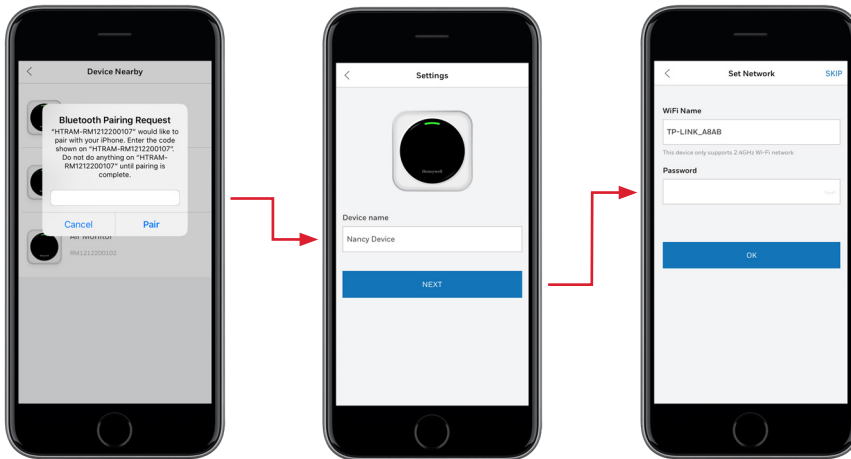 Device Nearby
Bluetooth Pairing Request
"HTRAM-RM1212200107" would like to
pair with your iPhone. Enter the code
shown on "HTRAM-RM1212200107".
Do not do anything on "HTRAM-
RM1212200107" until pairing is
complete.
Cancel
Pair
Air Monitor
RM1212200102
Settings
Honeywell
Device name
Nancy Device
NEXT
Set Network
SKIP
WiFi Name
TP-LINK_A8AB
This device only supports 2.4GHz Wi-Fi network
Password
OK